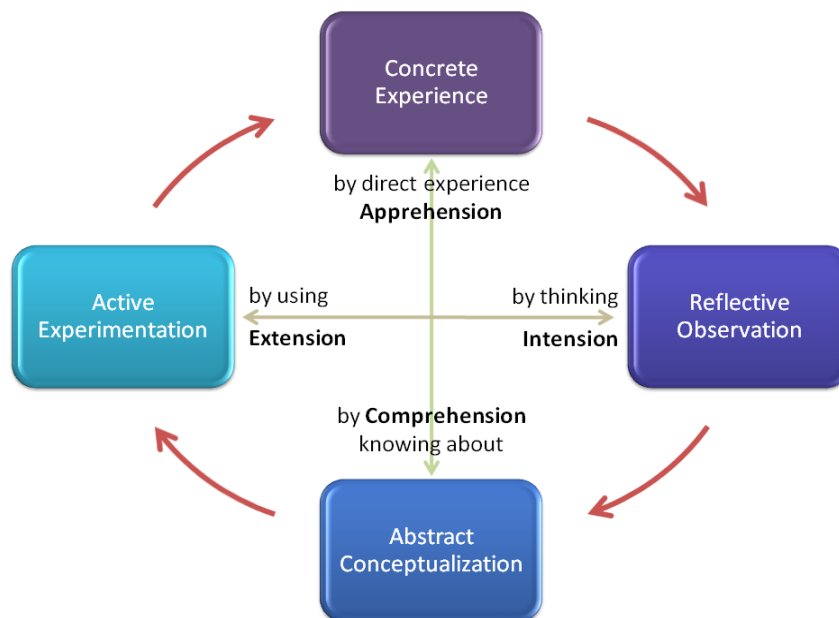 Concrete
Experience
by direct experience
Apprehension
Active
Experimentation
by using
Extension
by thinking
Intension
Reflective
Observation
by Comprehension
knowing about
Abstract
Conceptualization